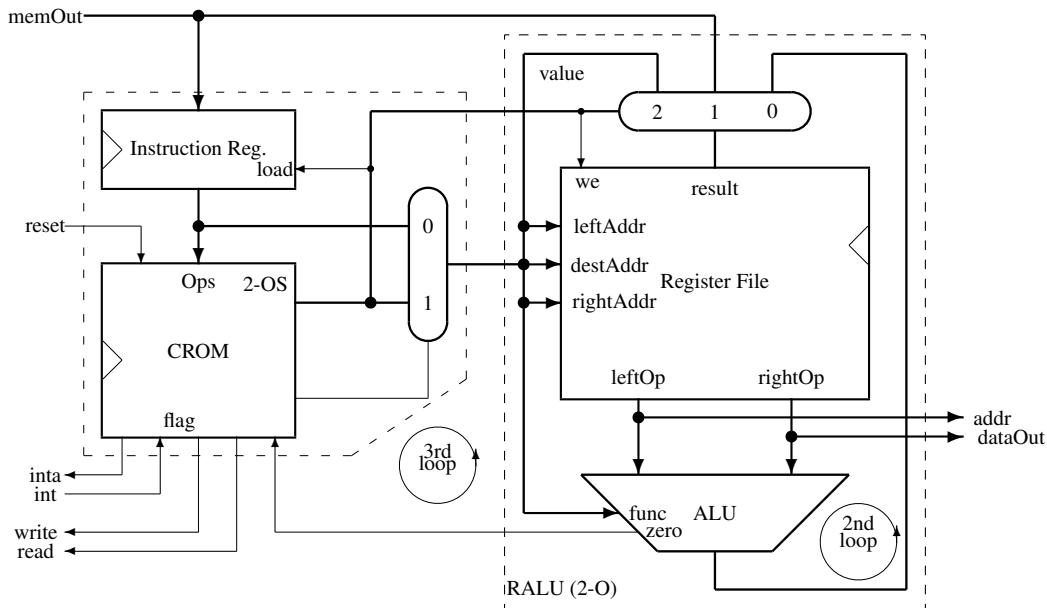 memOut
value
2 1 0
Instruction Reg.
load
we
result
reset
0
leftAddr
destAddr
Register File
rightAddr
Ops
2-OS
1
CROM
leftOp
rightOp
flag
addr
dataOut
3rd
loop
inta
int
func
ALU
zero
2nd
loop
write
read
RALU (2-O)